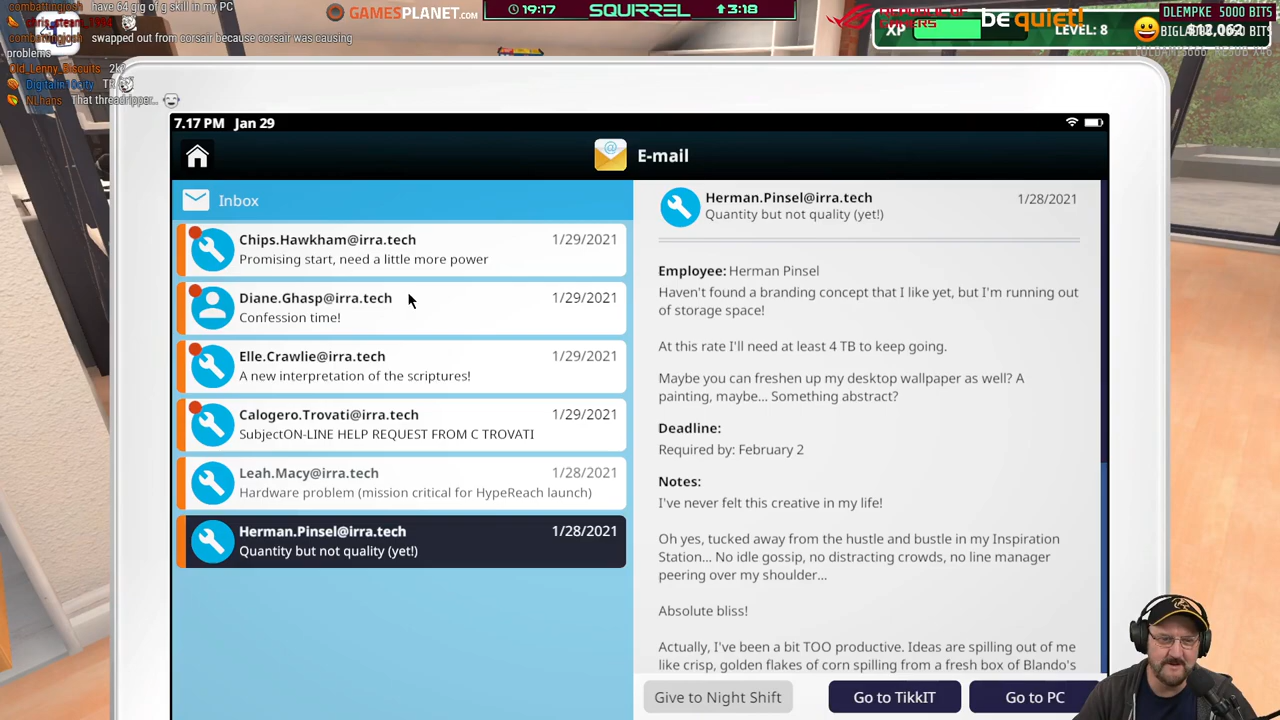 combattingjosh: have 64 gig of g skill in my PC
combattingjosh: swapped out from corsair because corsair was causing
problems
Old_Lenny_Biscuits: 2k?
NLhans: That threadripper..
GAMESPLANET.COM
19:17 SQUIRREL 3:18
be quiet!
XP
LEVEL: 8
OLEMPKE 5000 BITS
7.17 PM Jan 29
E-mail
Inbox
Chips.Hawkham@irra.tech 1/29/2021
Promising start, need a little more power
Diane.Ghasp@irra.tech 1/29/2021
Confession time!
Elle.Crawlie@irra.tech 1/29/2021
A new interpretation of the scriptures!
Calogero.Trovati@irra.tech 1/29/2021
SubjectON-LINE HELP REQUEST FROM C TROVATI
Leah.Macy@irra.tech 1/28/2021
Hardware problem (mission critical for HypeReach launch)
Herman.Pinsel@irra.tech 1/28/2021
Quantity but not quality (yet!)
Herman.Pinsel@irra.tech 1/28/2021
Quantity but not quality (yet!)
Employee: Herman Pinsel
Haven't found a branding concept that I like yet, but I'm running out
of storage space!
At this rate I'll need at least 4 TB to keep going.
Maybe you can freshen up my desktop wallpaper as well? A
painting, maybe... Something abstract?
Deadline:
Required by: February 2
Notes:
I've never felt this creative in my life!
Oh yes, tucked away from the hustle and bustle in my Inspiration
Station... No idle gossip, no distracting crowds, no line manager
peering over my shoulder...
Absolute bliss!
Actually, I've been a bit TOO productive. Ideas are spilling out of me
like crisp, golden flakes of corn spilling from a fresh box of Blando's
Give to Night Shift
Go to TikkIT
Go to PC